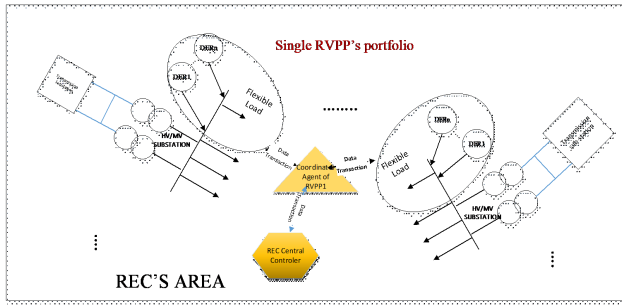 Single RVPP's portfolio
DERn
DER1
Flexible
Load
HV/MV
SUBSTATION
Data
Transaction
Coordinate
Agent of
RVPP1
Data
Transaction
Data
Transaction
REC Central
Controler
DERn
DER1
Flexible
Load
HV/MV
SUBSTATION
REC'S AREA